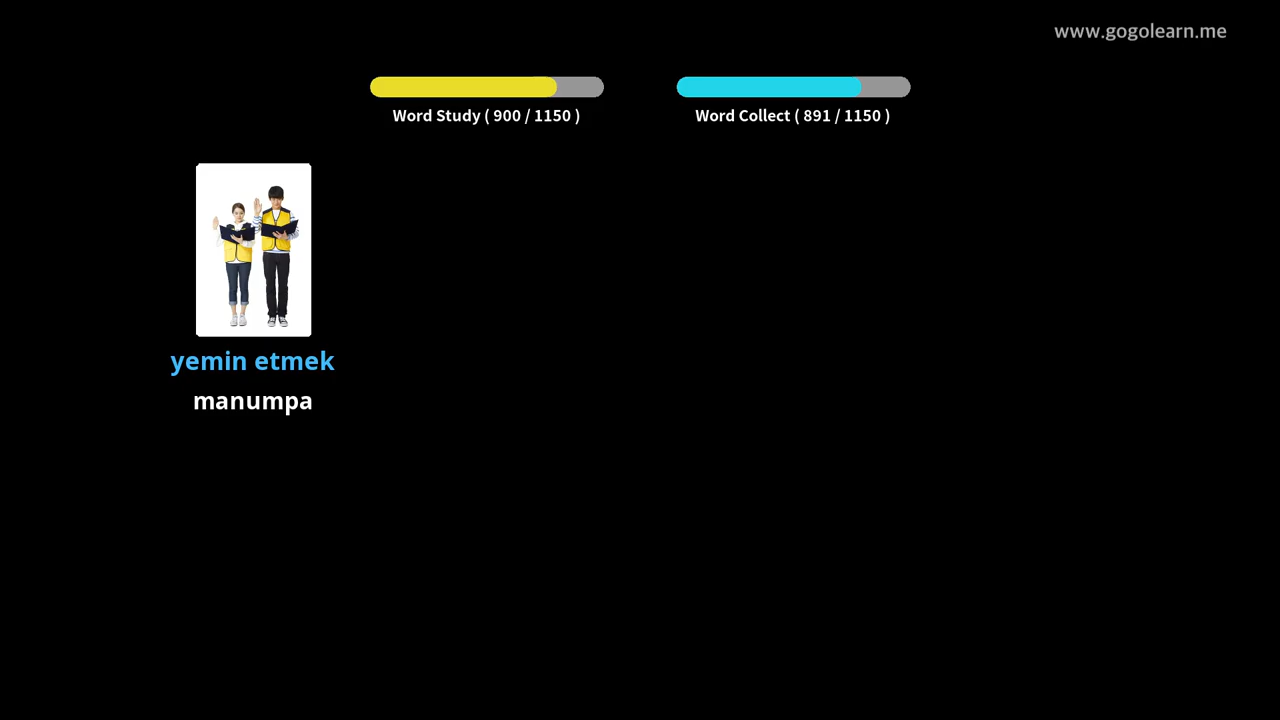 www.gogolearn.me
Word Study ( 900 / 1150 )
Word Collect ( 891 / 1150 )
yemin etmek
manumpa